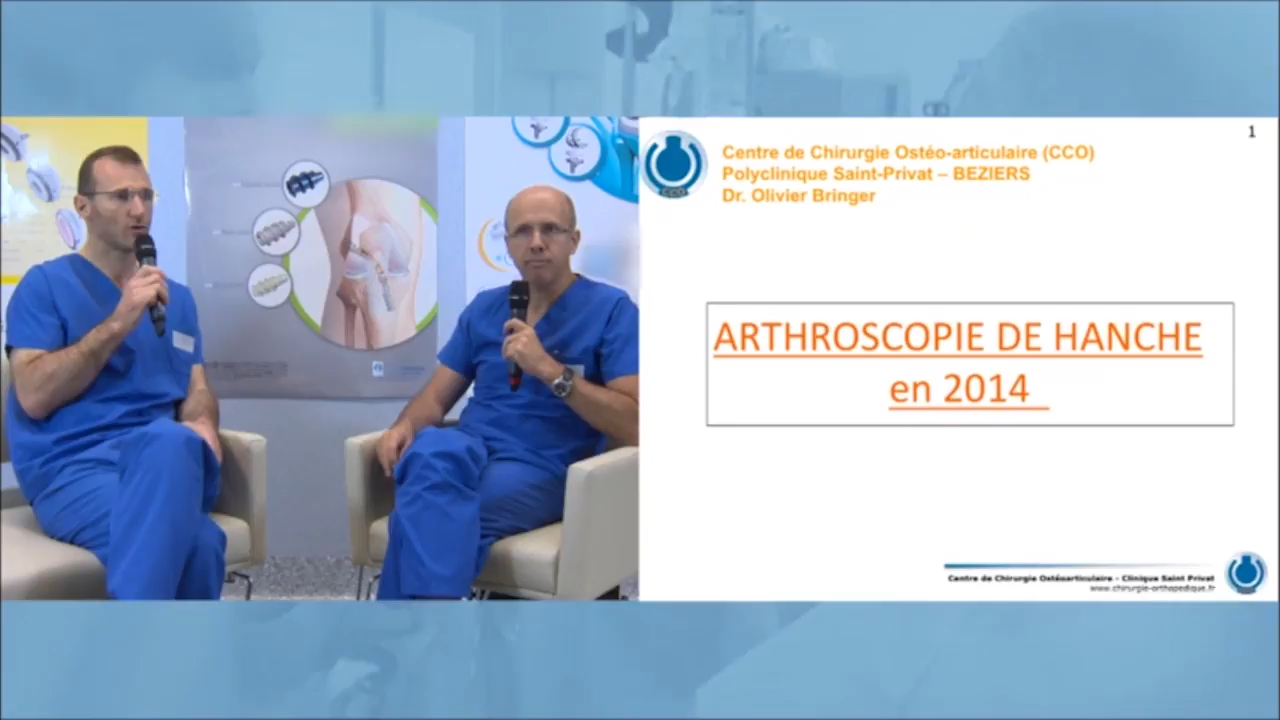 1
Centre de Chirurgie Ostéo-articulaire (CCO)
Polyclinique Saint-Privat – BEZIERS
Dr. Olivier Bringer
CCO
ARTHROSCOPIE DE HANCHE
en 2014
Centre de Chirurgie Ostéoarticulaire - Clinique Saint Privat
www.chirurgie-orthopedique.fr